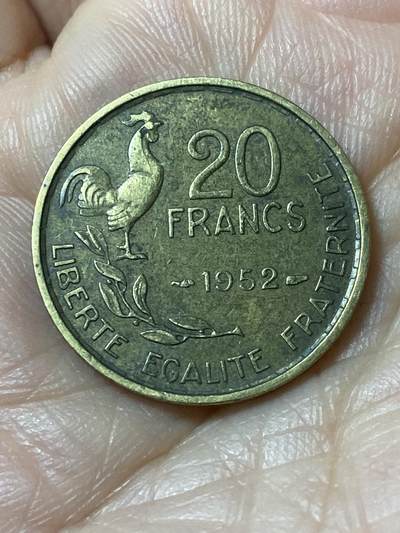 20
FRANCS
1952
LIBERTE EGALITE FRATERNITE